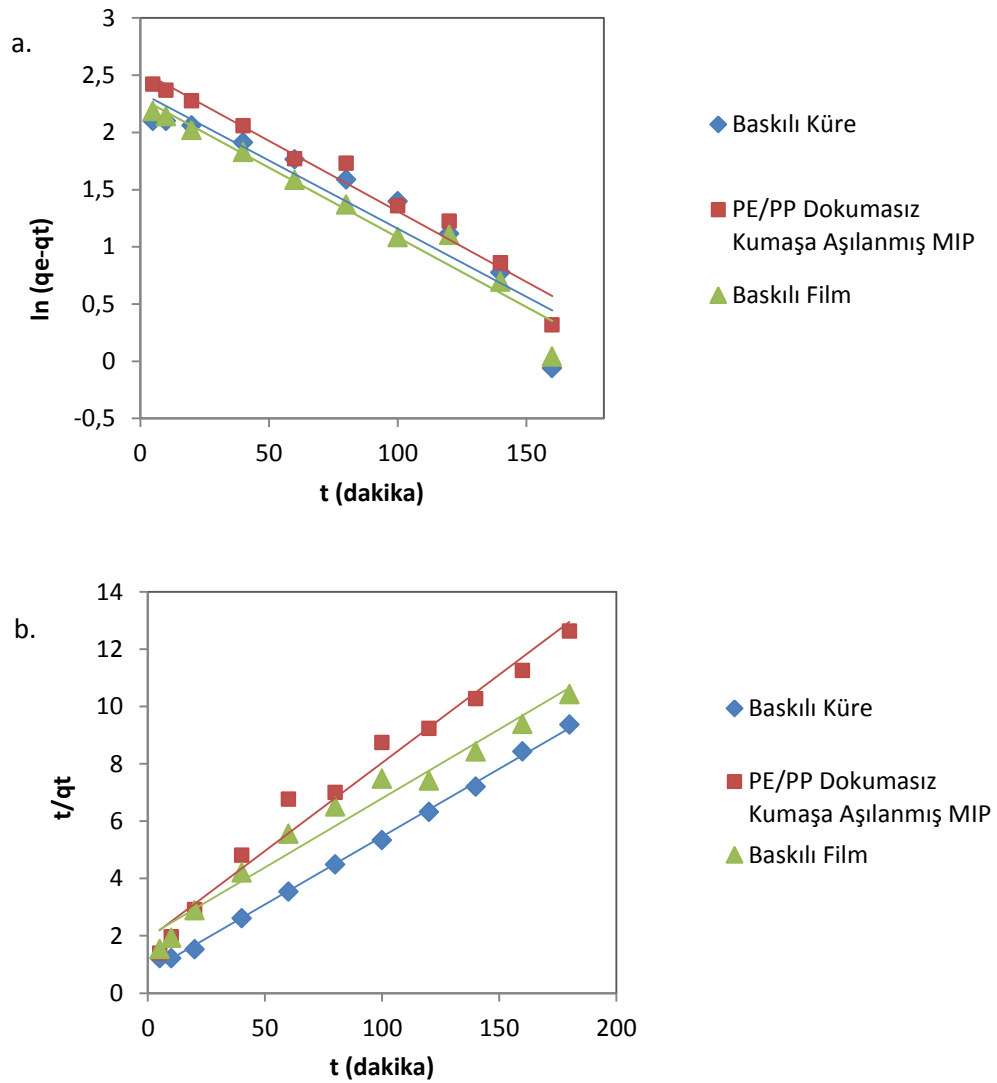 a.
3
2,5
2
1,5
1
0,5
0
-0,5
ln (qe-qt)
0
50
100
150
t (dakika)
Baskılı Küre
PE/PP Dokumasız
Kumaşa Aşılanmış MIP
Baskılı Film
b.
14
12
10
8
6
4
2
0
t/qt
0
50
100
150
200
t (dakika)
Baskılı Küre
PE/PP Dokumasız
Kumaşa Aşılanmış MIP
Baskılı Film